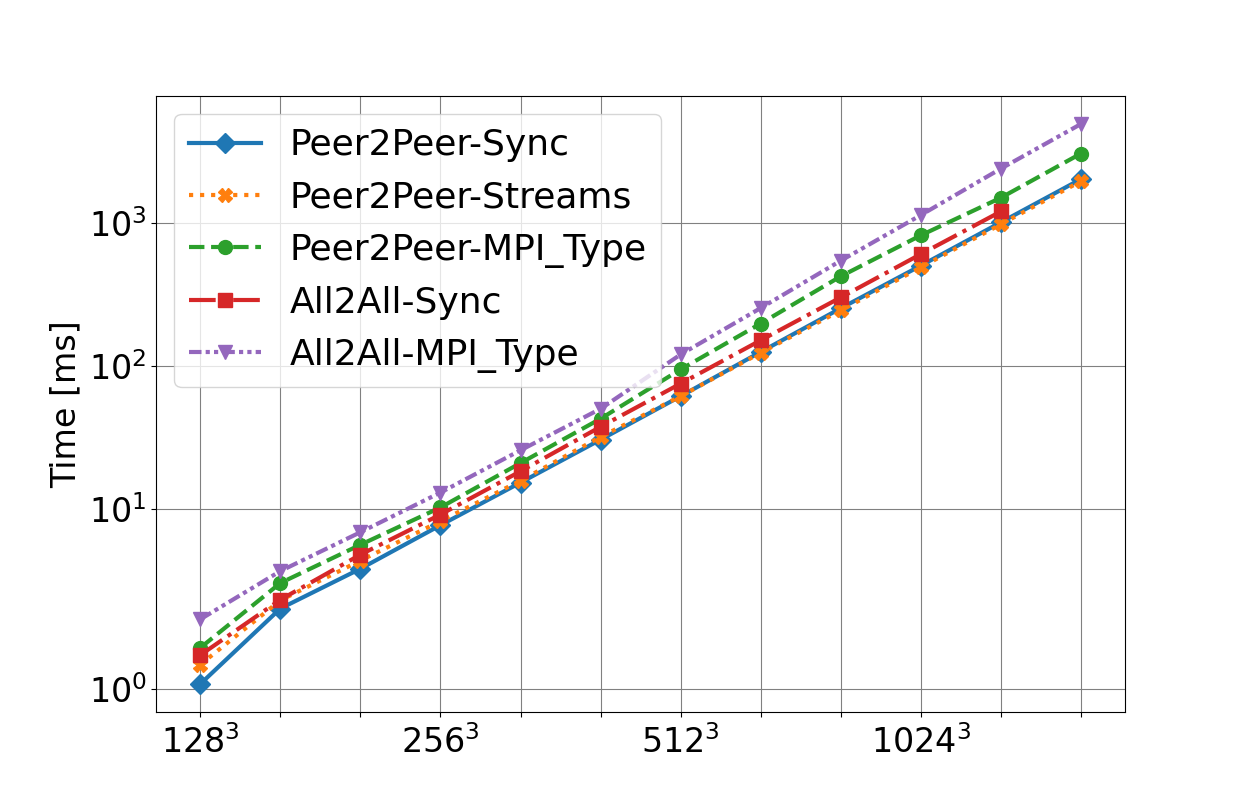 Peer2Peer-Sync
Peer2Peer-Streams
Peer2Peer-MPI_Type
All2All-Sync
All2All-MPI_Type
Time [ms]
10³
10²
10¹
10⁰
128³ 256³ 512³ 1024³